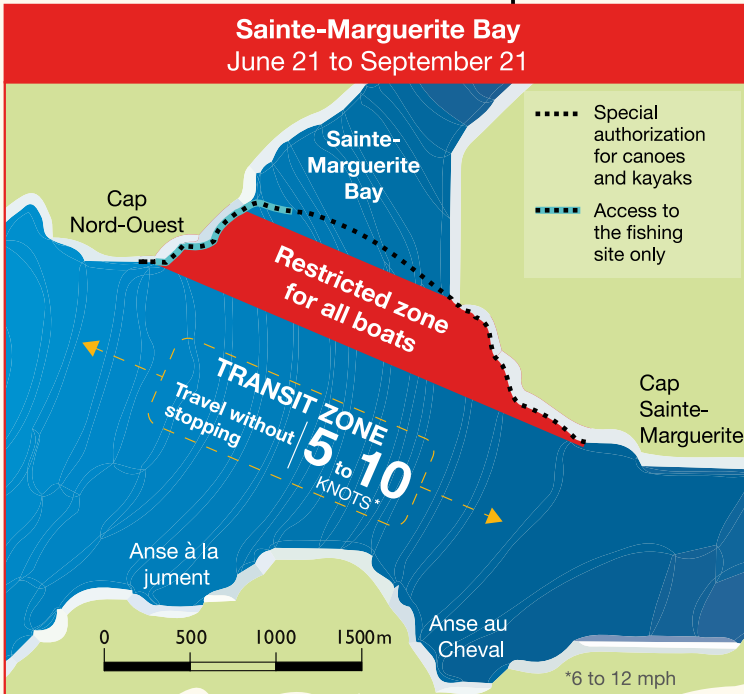 Sainte-Marguerite Bay
June 21 to September 21
Special
authorization
for canoes
and kayaks
Access to
the fishing
site only
Sainte-
Marguerite
Bay
Cap
Nord-Ouest
Restricted zone
for all boats
TRANSIT ZONE
Travel without
stopping
5 to 10
KNOTS*
Cap
Sainte-
Marguerite
Anse à la
jument
Anse au
Cheval
0 500 1000 1500m
*6 to 12 mph